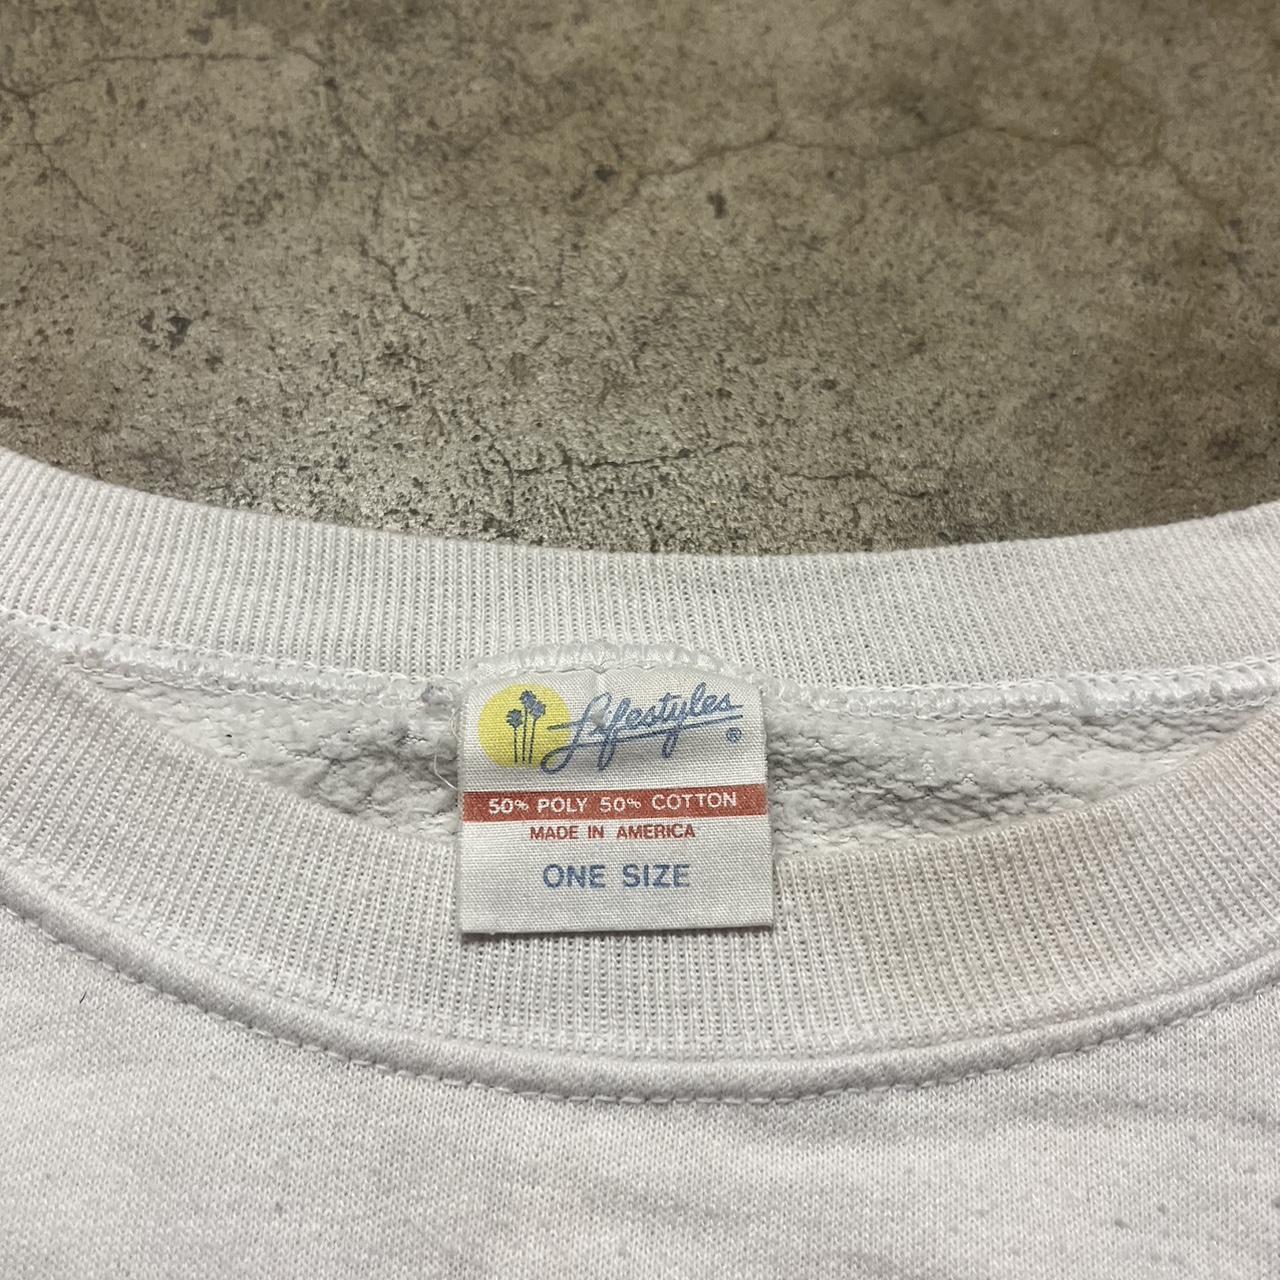 Lifestyles ®
50% POLY 50% COTTON
MADE IN AMERICA
ONE SIZE